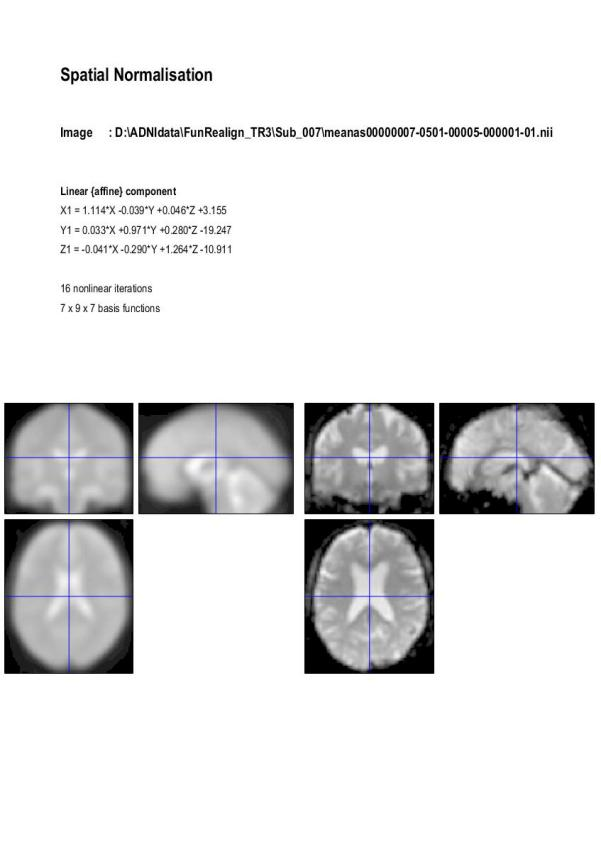 Spatial Normalisation
Image : D:\ADNIdata\FunRealign_TR3\Sub_007\meanas00000007-0501-00005-000001-01.nii
Linear {affine} component
X1 = 1.114*X -0.039*Y +0.046*Z +3.155
Y1 = 0.033*X +0.971*Y +0.280*Z -19.247
Z1 = -0.041*X -0.290*Y +1.264*Z -10.911
16 nonlinear iterations
7 x 9 x 7 basis functions